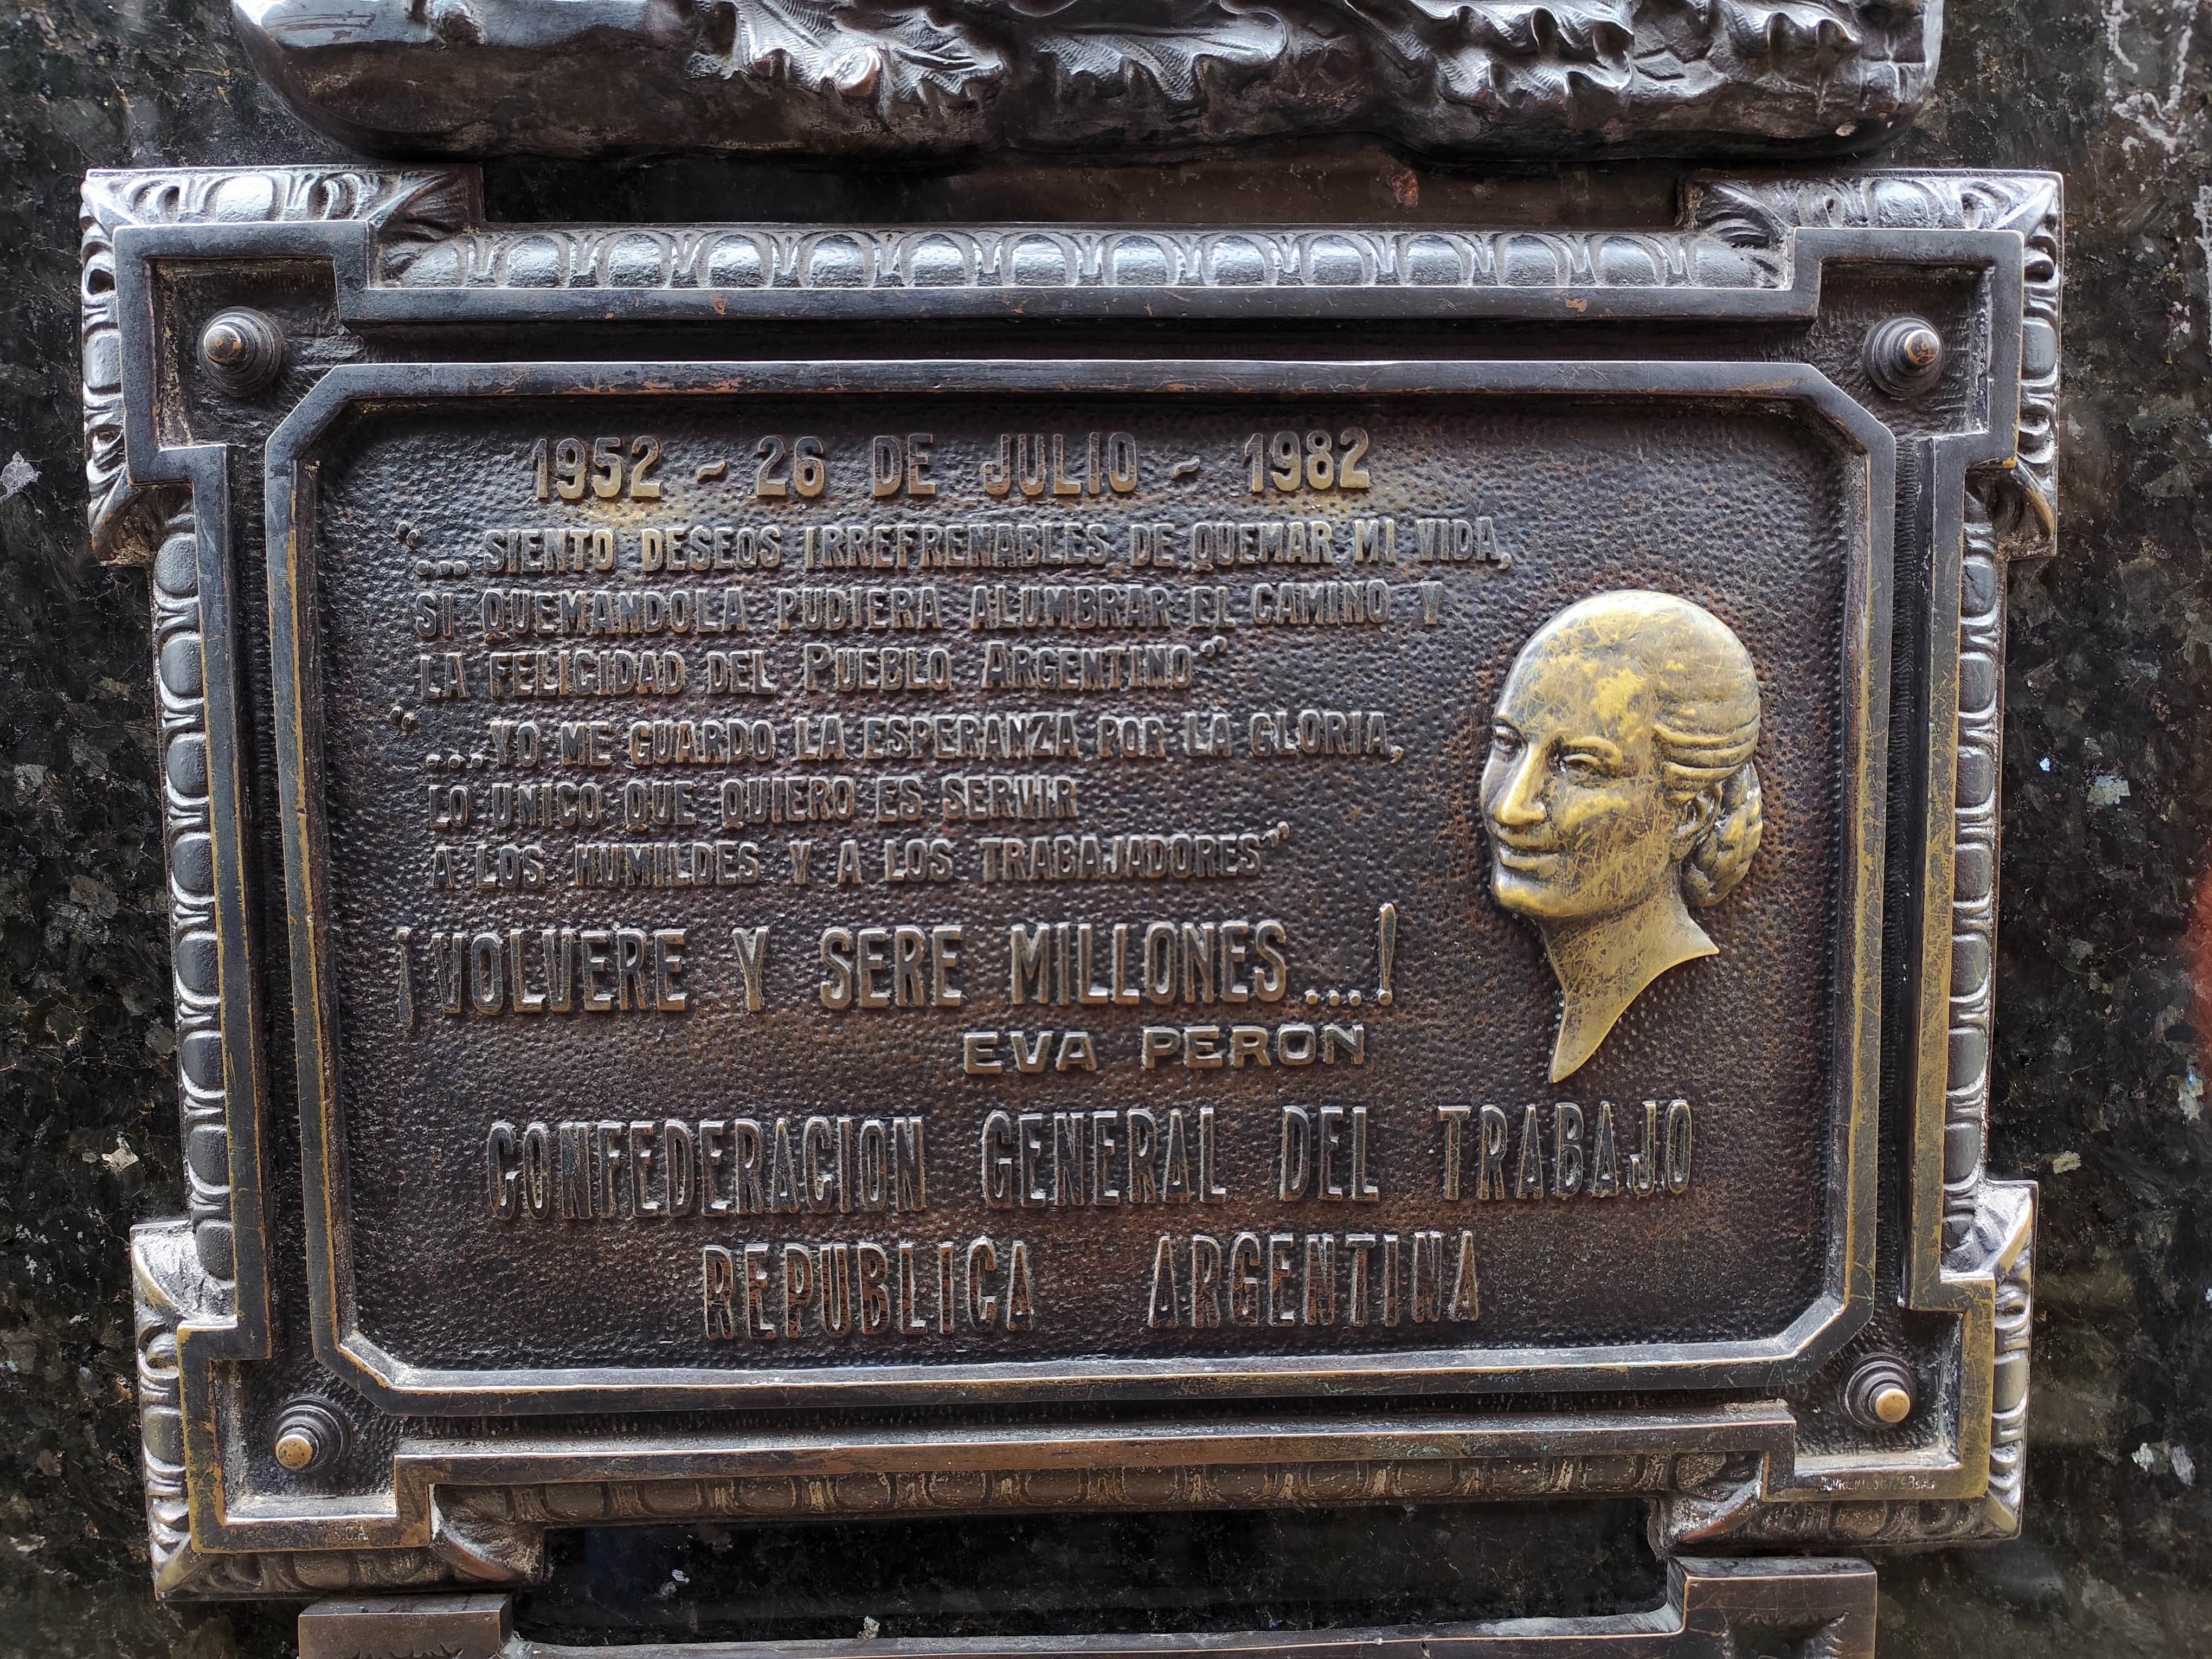 1952 - 26 DE JULIO - 1982
"... SIENTO DESEOS IRREFRENABLES DE QUEMAR MI VIDA,
SI QUEMANDOLA PUDIERA ALUMBRAR EL CAMINO Y
LA FELICIDAD DEL PUEBLO ARGENTINO"
"....YO ME GUARDO LA ESPERANZA POR LA GLORIA,
LO UNICO QUE QUIERO ES SERVIR
A LOS HUMILDES Y A LOS TRABAJADORES"
¡VOLVERE Y SERE MILLONES....!
EVA PERON
CONFEDERACION GENERAL DEL TRABAJO
REPUBLICA ARGENTINA